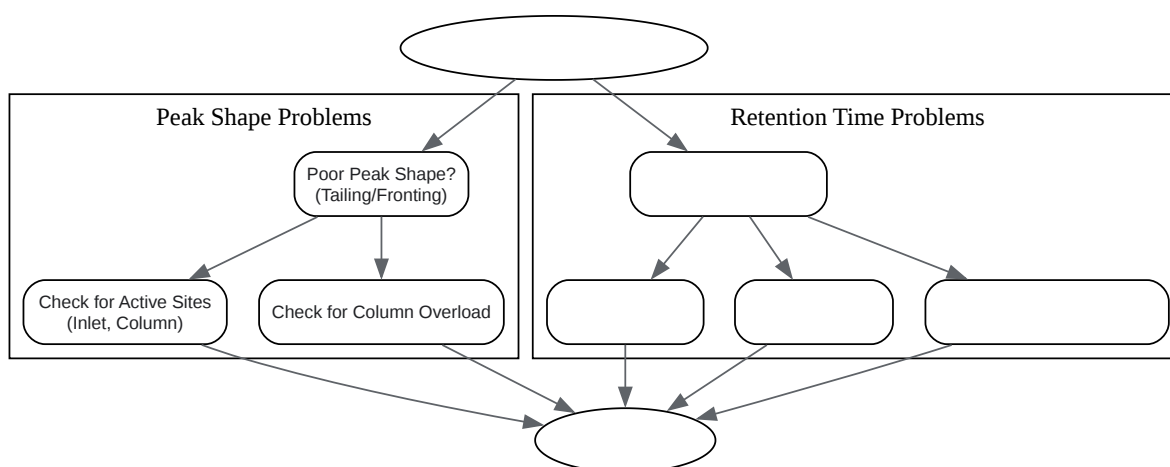 Peak Shape Problems
Retention Time Problems
Poor Peak Shape?
(Tailing/Fronting)
Check for Active Sites
(Inlet, Column)
Check for Column Overload